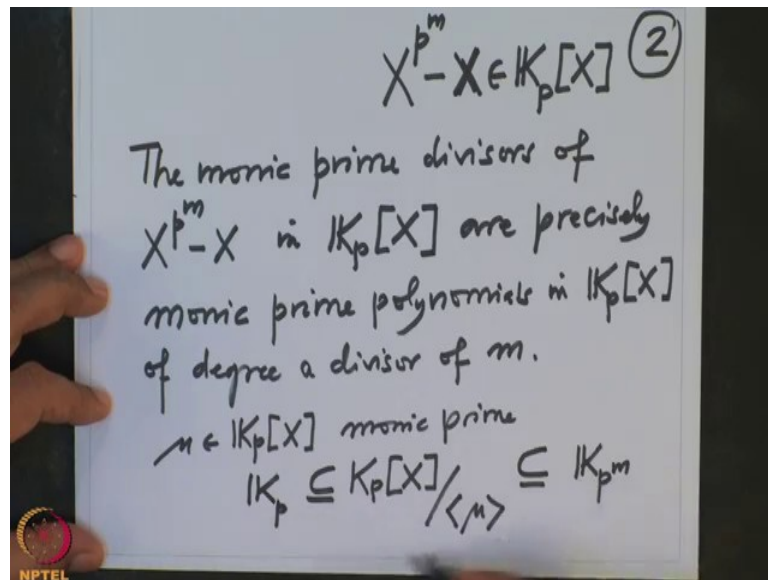 X^{p^m} - X ∈ 𝕂_p[X] ②
The monic prime divisors of
X^{p^m} - X in 𝕂_p[X] are precisely
monic prime polynomials in 𝕂_p[X]
of degree a divisor of m.
μ ∈ 𝕂_p[X] monic prime
𝕂_p ⊆ K_p[X]/⟨μ⟩ ⊆ 𝕂_{p^m}
NPTEL